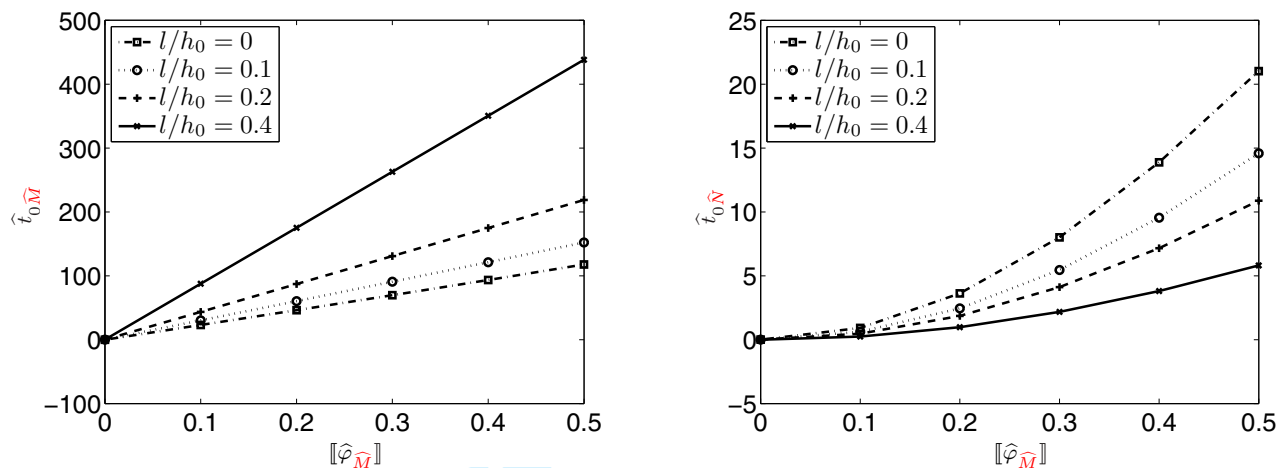 500
400
300
200
100
0
−100
0 0.1 0.2 0.3 0.4 0.5
l/h₀ = 0
l/h₀ = 0.1
l/h₀ = 0.2
l/h₀ = 0.4
t̂₀M̂
⟦φ̂M̂⟧
25
20
15
10
5
0
−5
0 0.1 0.2 0.3 0.4 0.5
l/h₀ = 0
l/h₀ = 0.1
l/h₀ = 0.2
l/h₀ = 0.4
t̂₀N̂
⟦φ̂M̂⟧